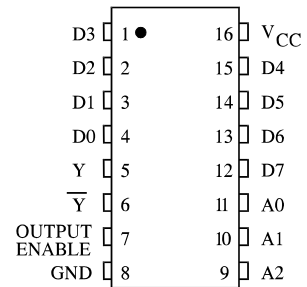 D3 1 16 VCC
D2 2 15 D4
D1 3 14 D5
D0 4 13 D6
Y 5 12 D7
Y̅ 6 11 A0
OUTPUT
ENABLE 7 10 A1
GND 8 9 A2